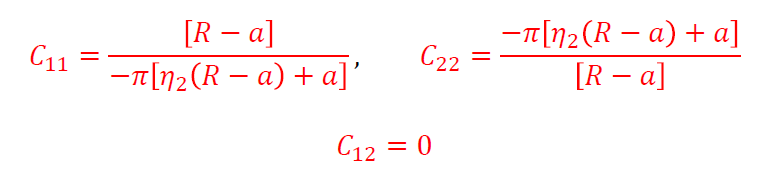 C₁₁ = [R − a] / −π[η₂(R − a) + a] , C₂₂ = −π[η₂(R − a) + a] / [R − a]
C₁₂ = 0